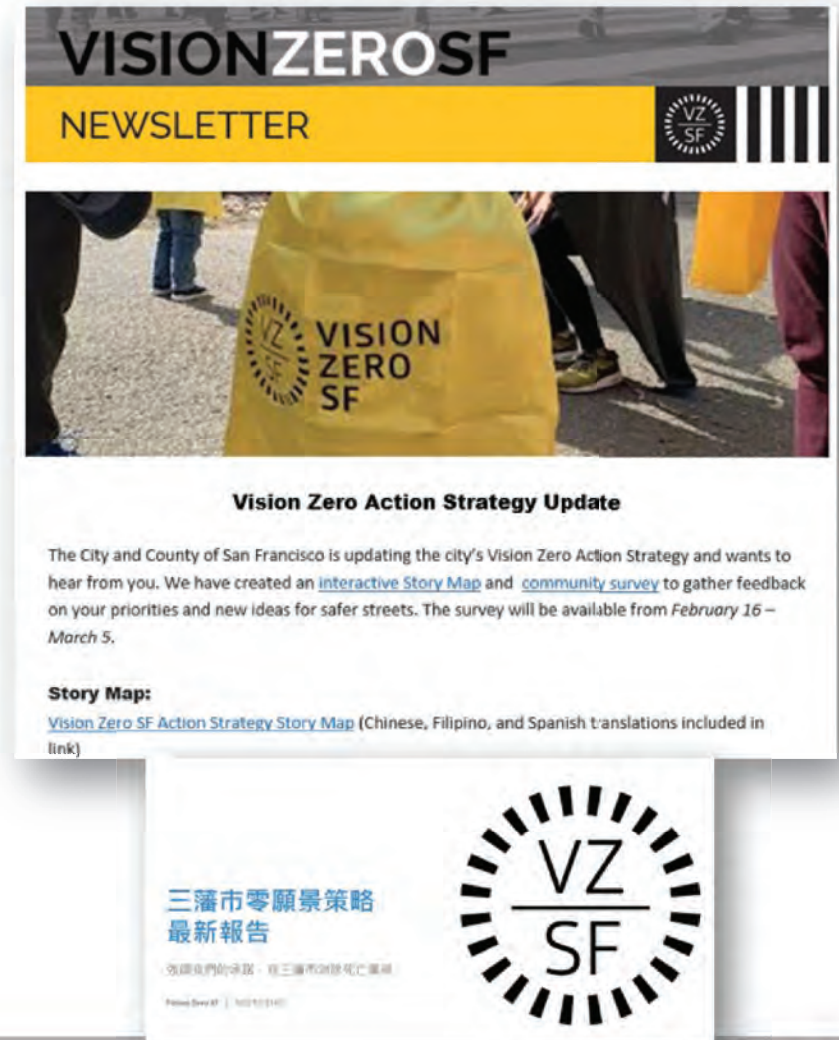 VISIONZEROSF
NEWSLETTER
VZ
SF
VZ
SF
VISION
ZERO
SF
Vision Zero Action Strategy Update
The City and County of San Francisco is updating the city's Vision Zero Action Strategy and wants to
hear from you. We have created an interactive Story Map and community survey to gather feedback
on your priorities and new ideas for safer streets. The survey will be available from February 16 –
March 5.
Story Map:
Vision Zero SF Action Strategy Story Map (Chinese, Filipino, and Spanish translations included in
link)
三藩市零願景策略
最新報告
VZ
SF